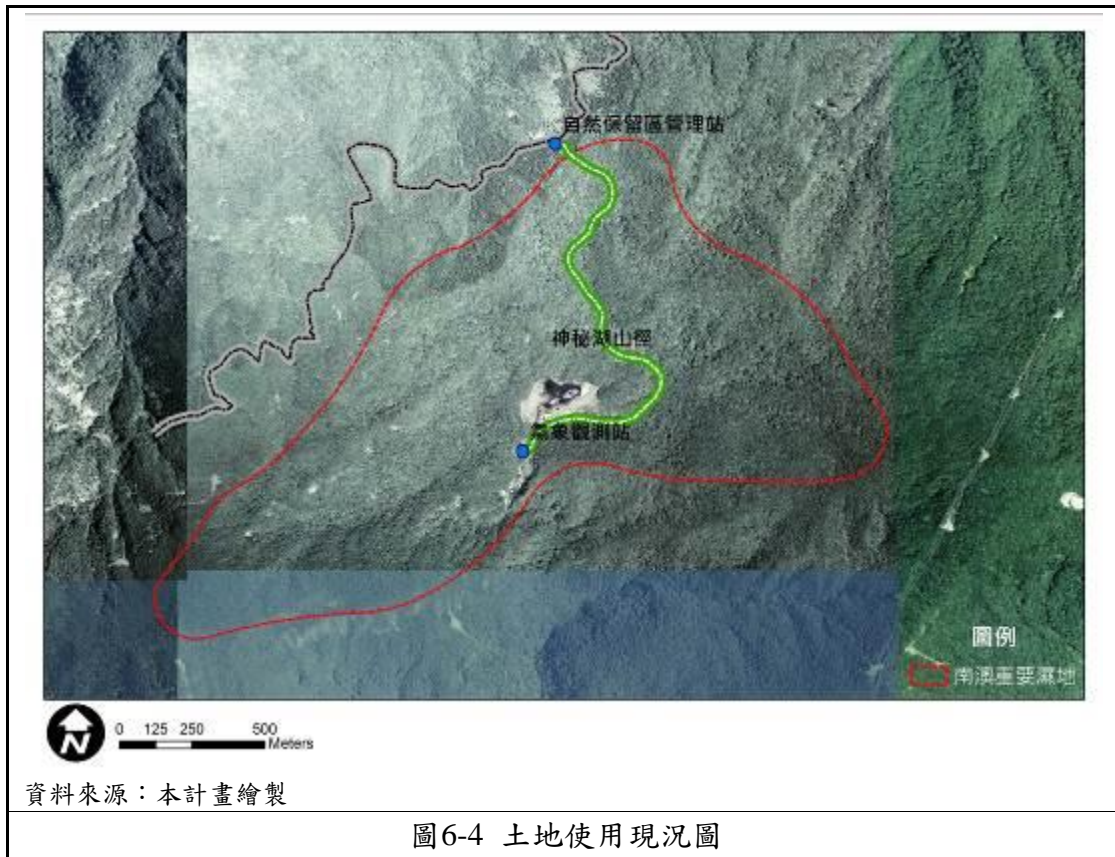 自然保留區管理站
神秘湖山徑
氣象觀測站
圖例
南澳重要濕地
N
0 125 250 500
Meters
資料來源：本計畫繪製
圖6-4 土地使用現況圖